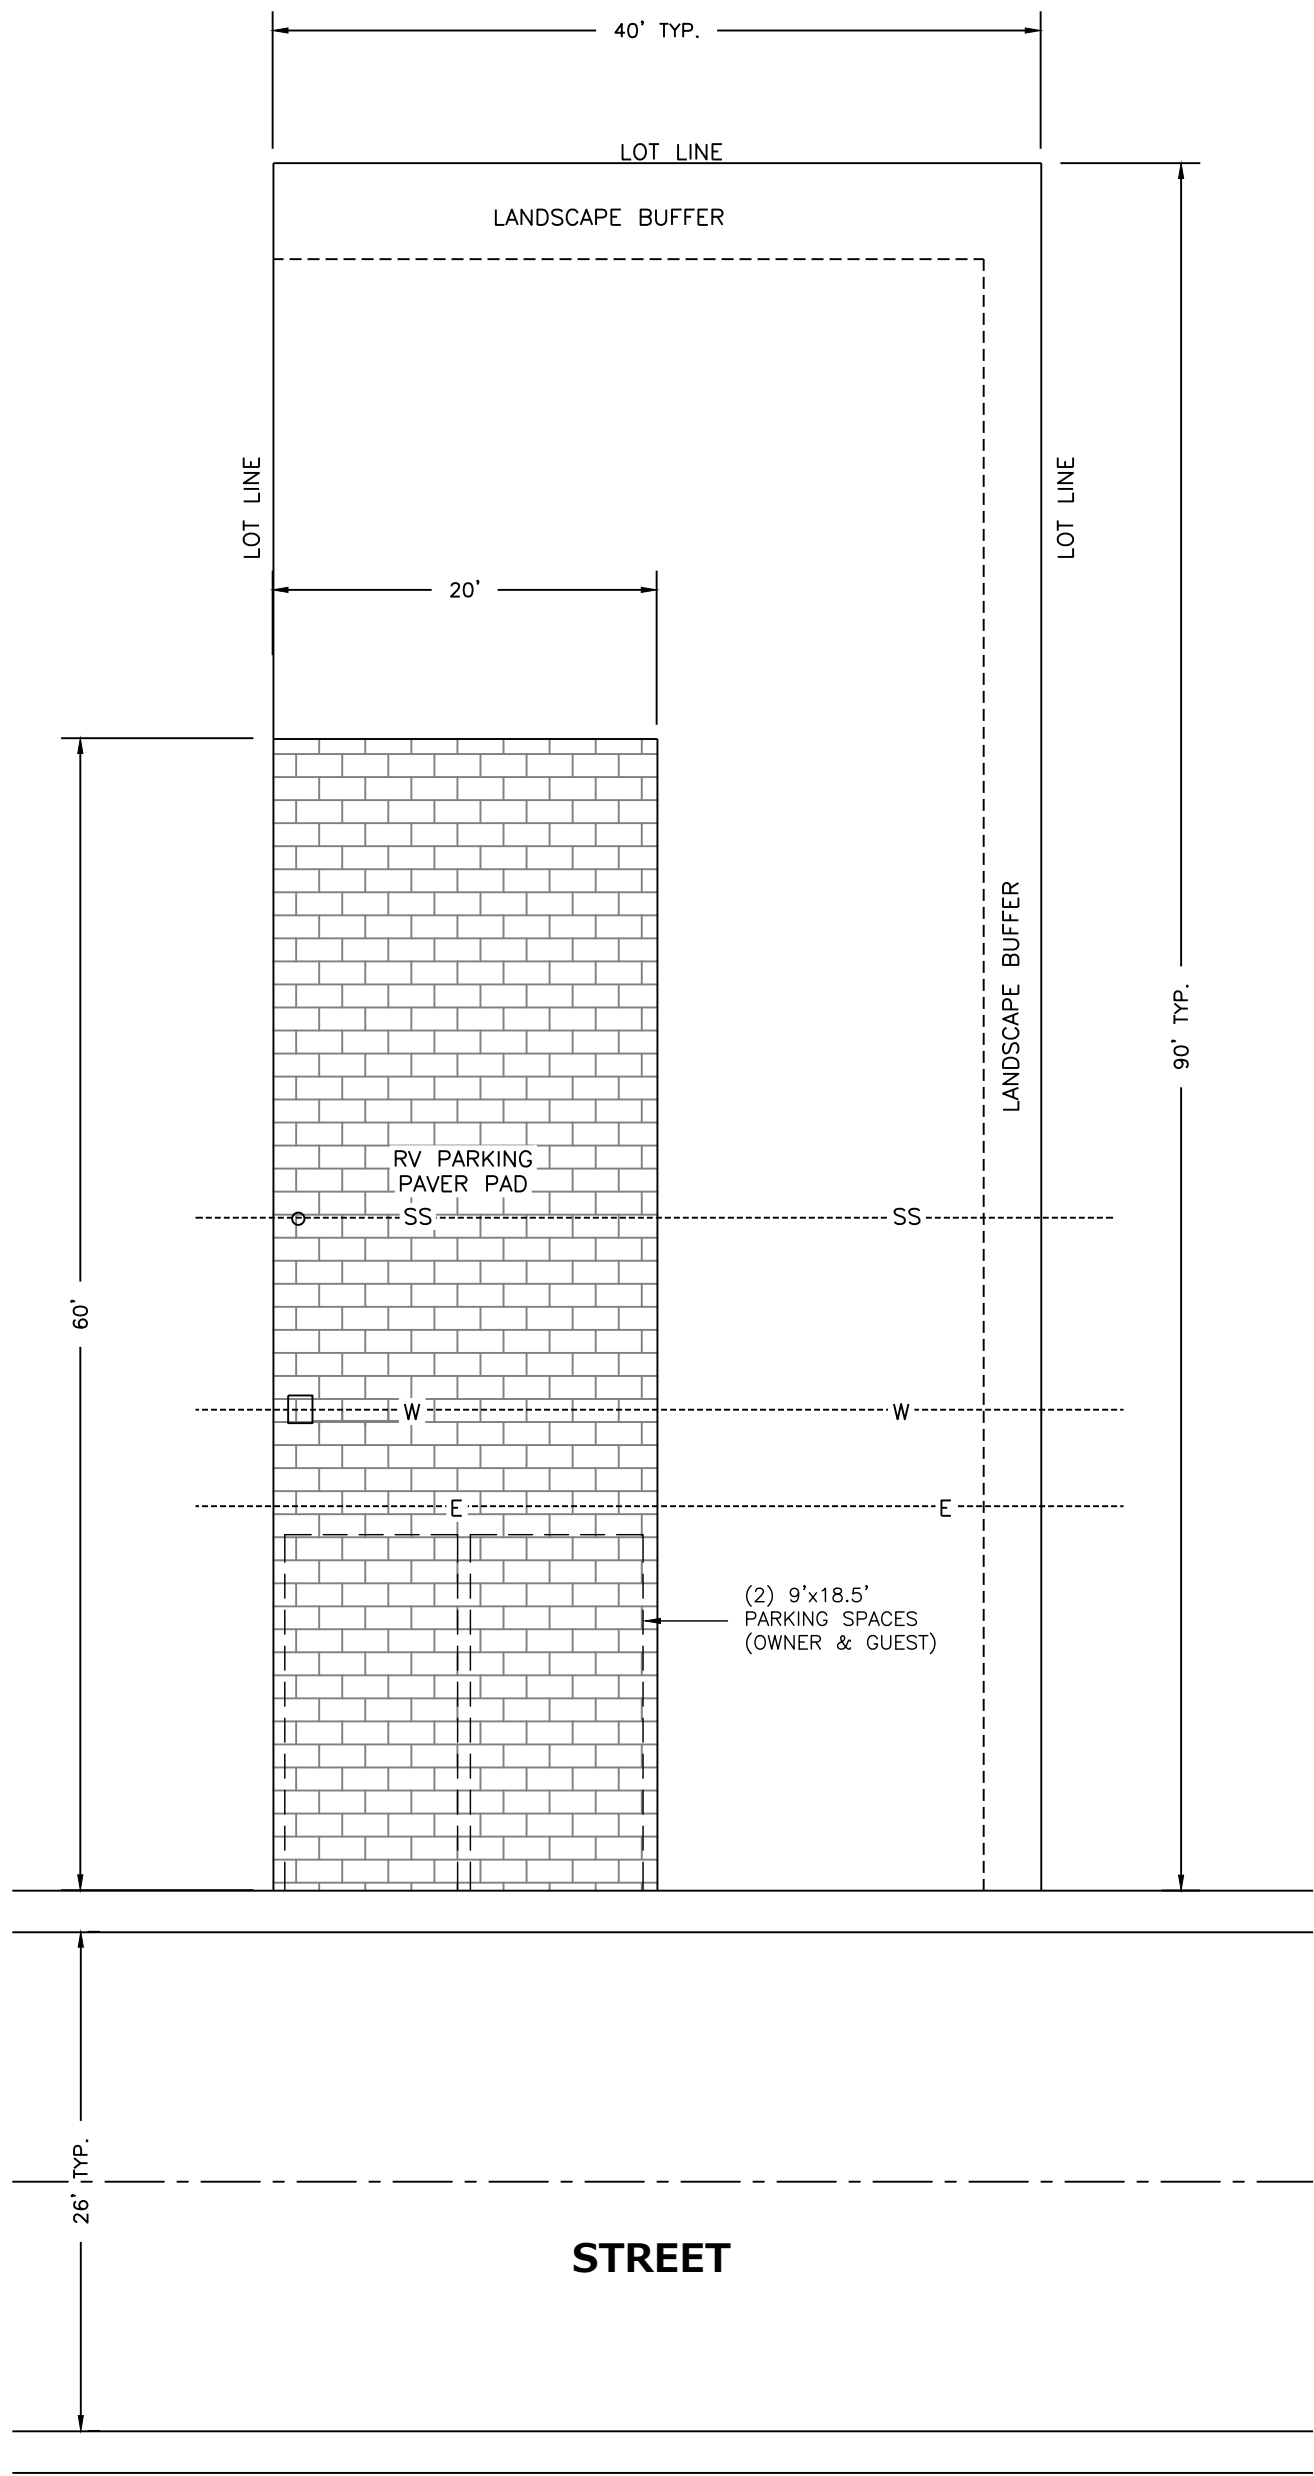 40' TYP.
LOT LINE
LANDSCAPE BUFFER
LOT LINE
LOT LINE
20'
LANDSCAPE BUFFER
90' TYP.
RV PARKING
PAVER PAD
SS
SS
60'
W
W
E
E
(2) 9'x18.5'
PARKING SPACES
(OWNER & GUEST)
26' TYP.
STREET